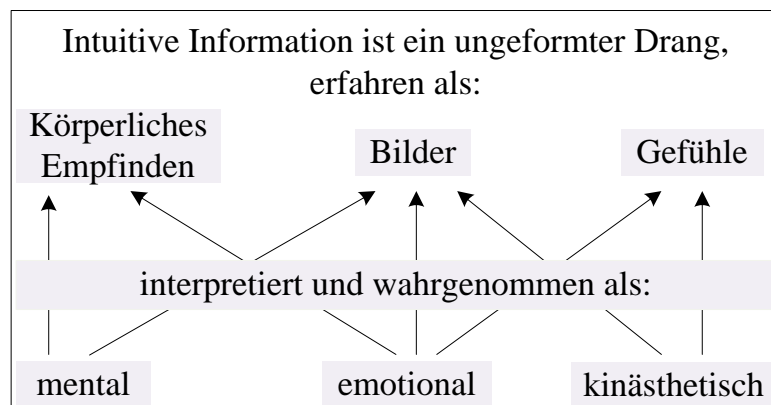 Intuitive Information ist ein ungeformter Drang,
erfahren als:
Körperliches
Empfinden
Bilder
Gefühle
interpretiert und wahrgenommen als:
mental
emotional
kinästhetisch